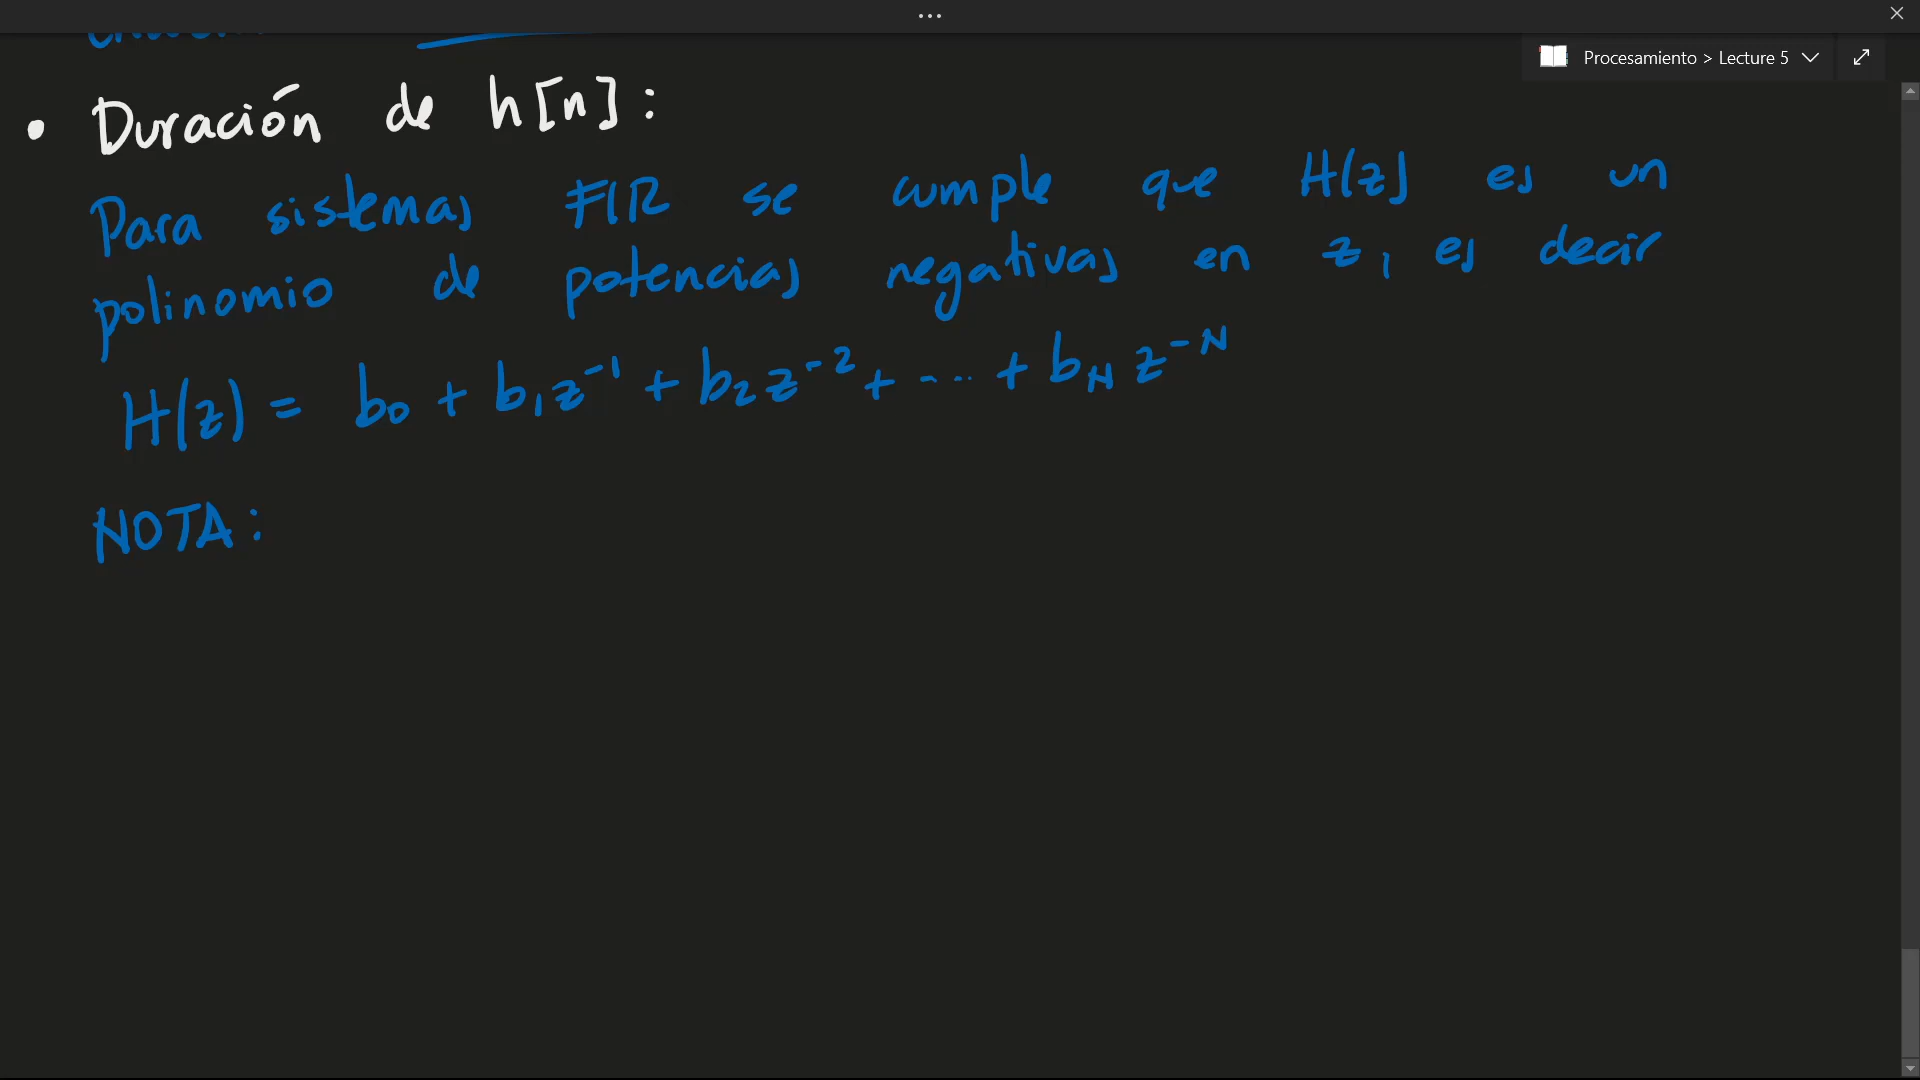 Procesamiento > Lecture 5
• Duración de h[n]:
Para sistemas FIR se cumple que H(z) es un
polinomio de potencias negativas en z, es decir
H(z) = b₀ + b₁z⁻¹ + b₂z⁻² + ... + b_N z^-N
NOTA: